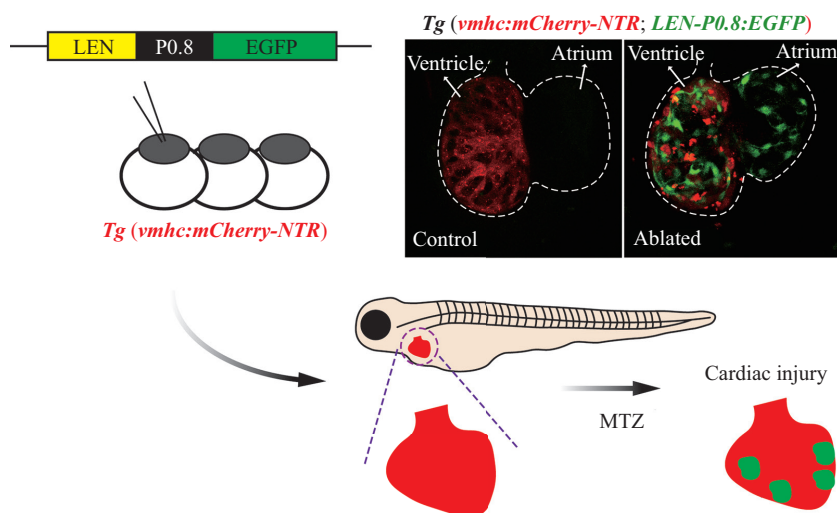 LEN P0.8 EGFP
Tg (vmhc:mCherry-NTR)
Tg (vmhc:mCherry-NTR; LEN-P0.8:EGFP)
Ventricle Atrium
Control
Ventricle Atrium
Ablated
MTZ
Cardiac injury